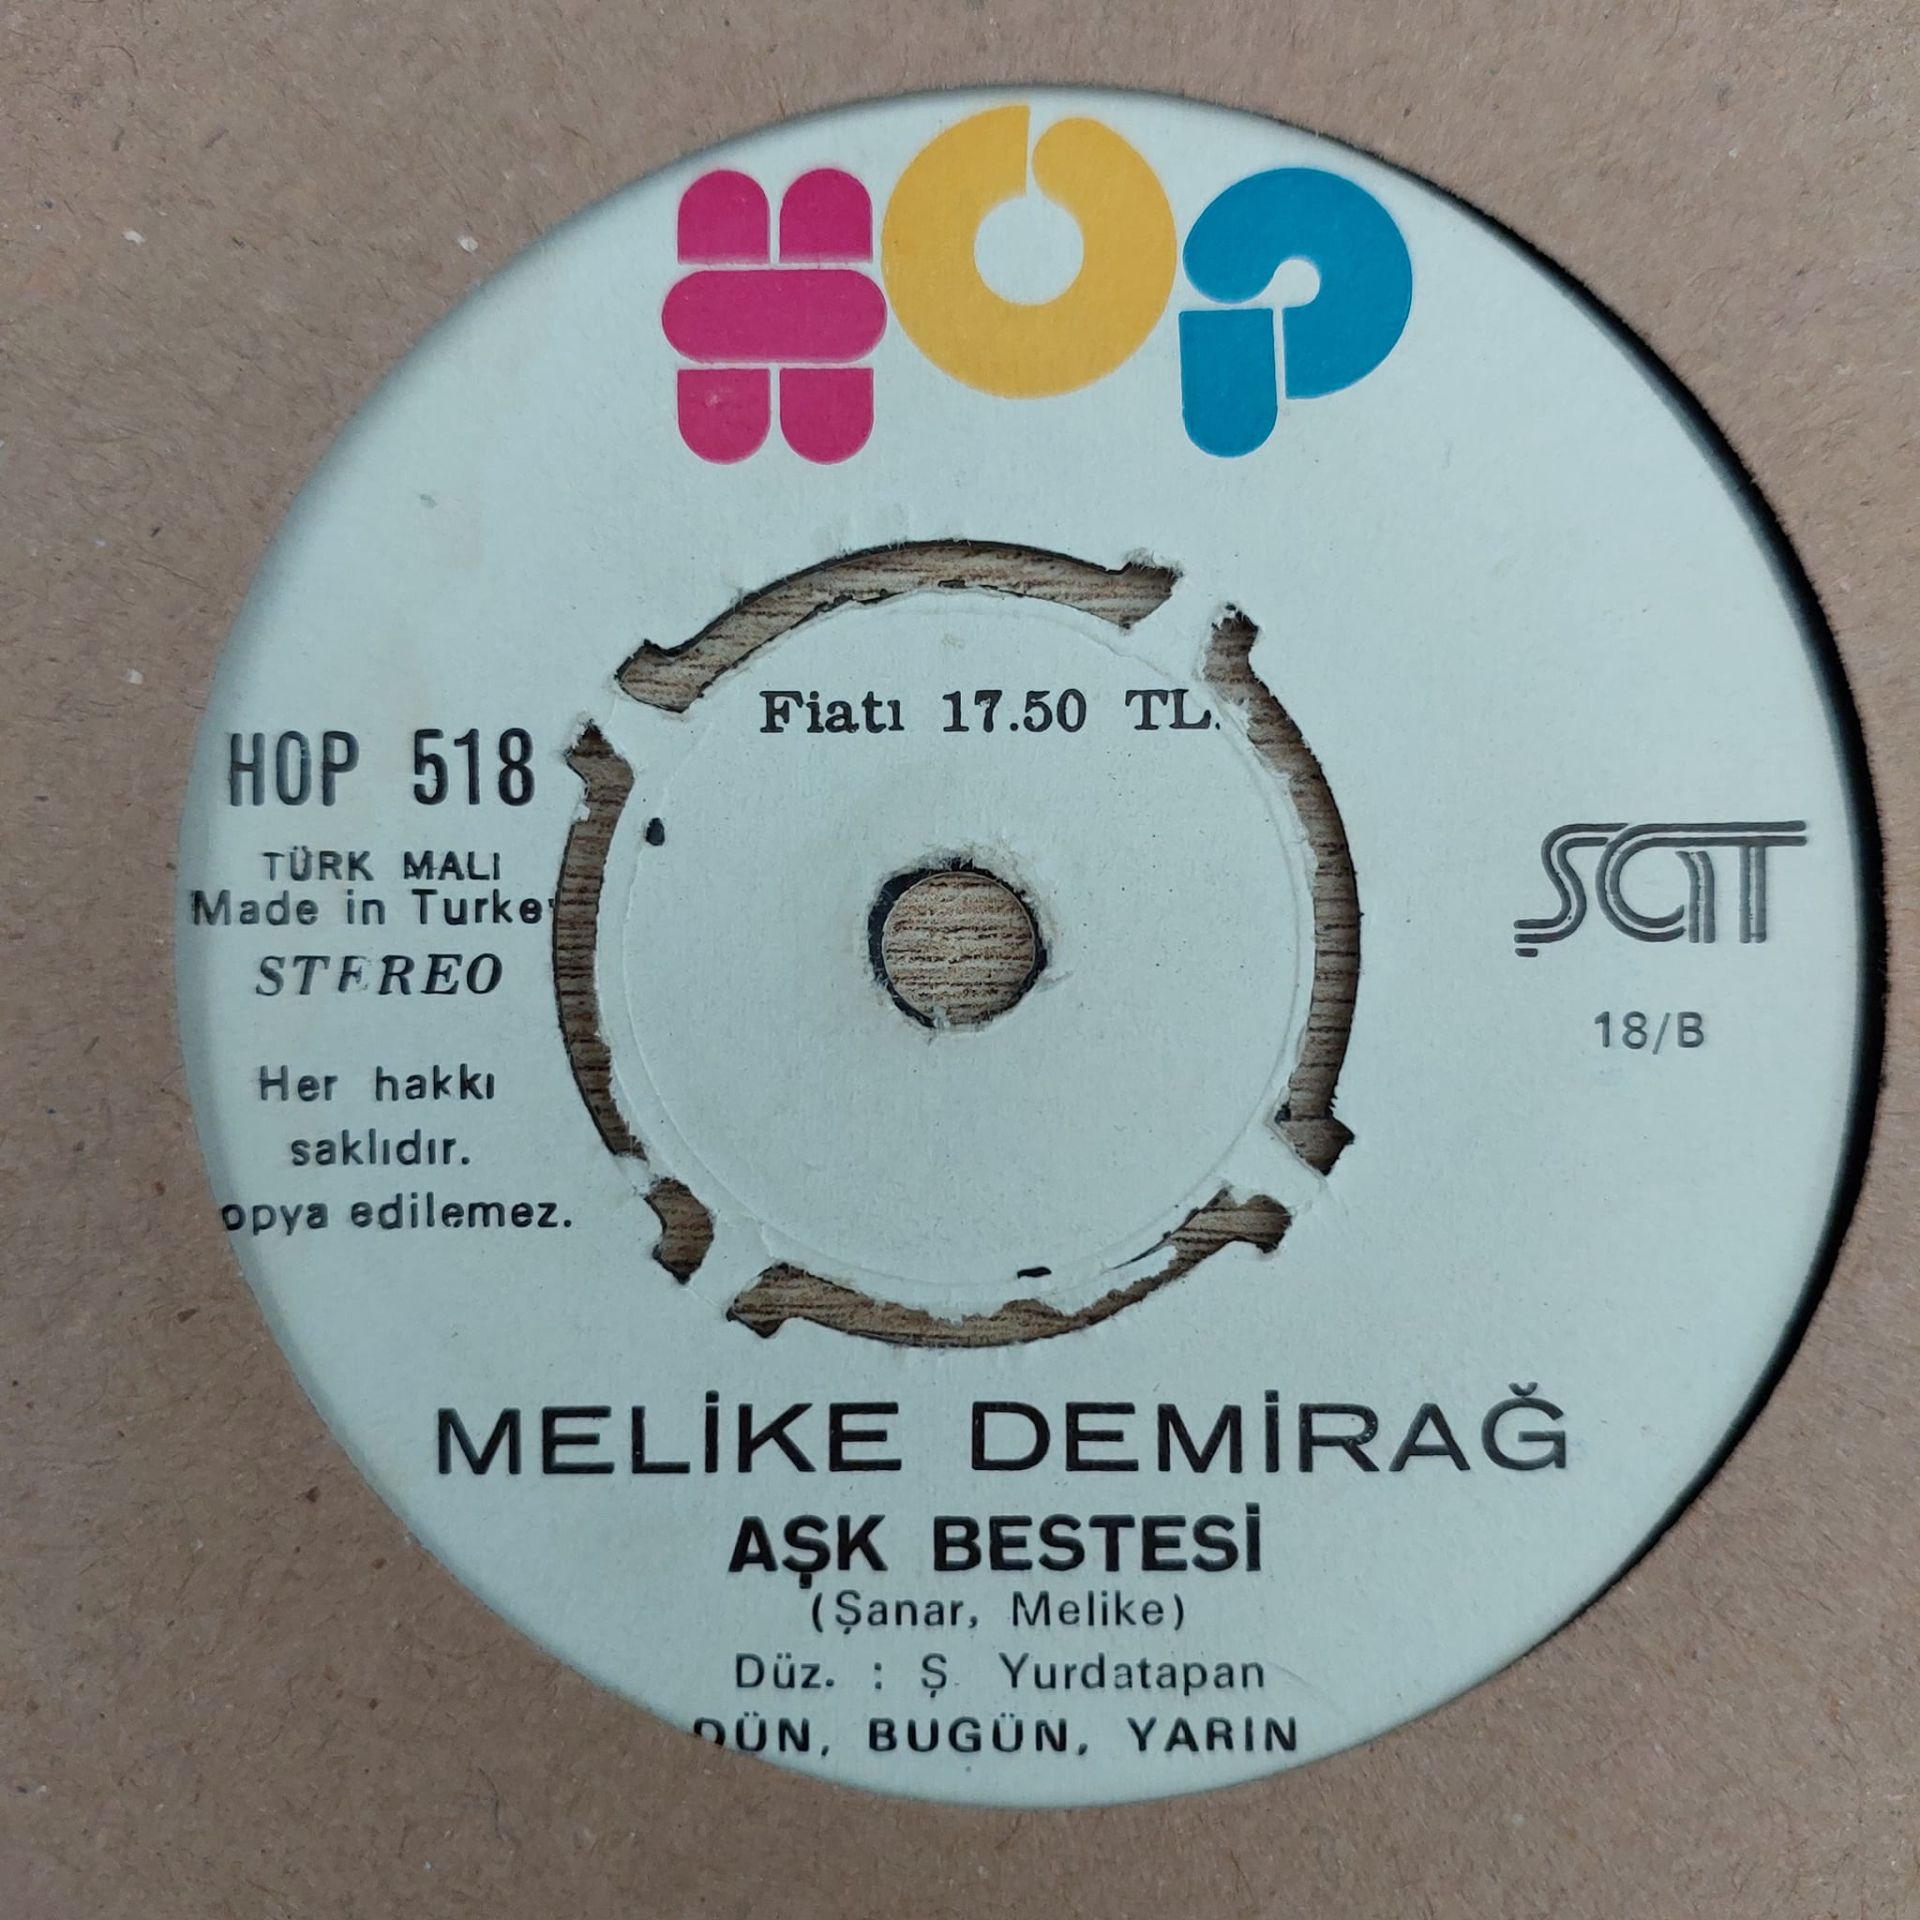 HOP
Fiatı 17.50 TL.
HOP 518
TÜRK MALI
Made in Turke
STEREO
Her hakkı
saklıdır.
opya edilemez.
ŞAT
18/B
MELİKE DEMİRAĞ
AŞK BESTESİ
(Şanar, Melike)
Düz. : Ş. Yurdatapan
DÜN, BUGÜN, YARIN